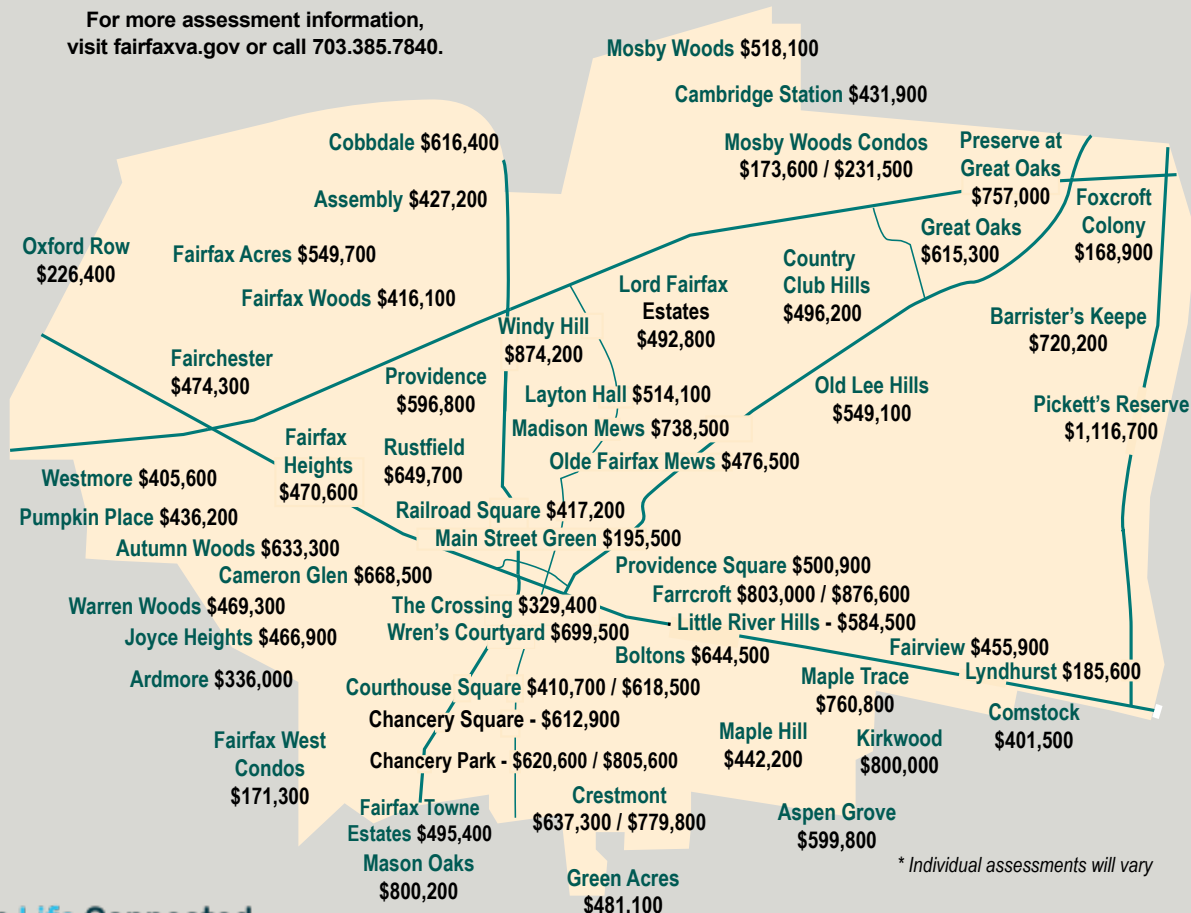 For more assessment information,
visit fairfaxva.gov or call 703.385.7840.
Mosby Woods $518,100
Cambridge Station $431,900
Cobbdale $616,400
Mosby Woods Condos
$173,600 / $231,500
Preserve at
Great Oaks
$757,000
Assembly $427,200
Foxcroft
Colony
$168,900
Great Oaks
$615,300
Oxford Row
$226,400
Fairfax Acres $549,700
Country
Club Hills
$496,200
Fairfax Woods $416,100
Lord Fairfax
Estates
$492,800
Windy Hill
$874,200
Barrister's Keepe
$720,200
Fairchester
$474,300
Providence
$596,800
Layton Hall $514,100
Old Lee Hills
$549,100
Pickett's Reserve
$1,116,700
Madison Mews $738,500
Fairfax
Heights
$470,600
Rustfield
$649,700
Olde Fairfax Mews $476,500
Westmore $405,600
Railroad Square $417,200
Pumpkin Place $436,200
Main Street Green $195,500
Autumn Woods $633,300
Cameron Glen $668,500
Providence Square $500,900
Farrcroft $803,000 / $876,600
Warren Woods $469,300
The Crossing $329,400
Little River Hills - $584,500
Joyce Heights $466,900
Wren's Courtyard $699,500
Fairview $455,900
Boltons $644,500
Lyndhurst $185,600
Ardmore $336,000
Maple Trace
$760,800
Courthouse Square $410,700 / $618,500
Chancery Square - $612,900
Comstock
$401,500
Maple Hill
$442,200
Kirkwood
$800,000
Fairfax West
Condos
$171,300
Chancery Park - $620,600 / $805,600
Crestmont
$637,300 / $779,800
Fairfax Towne
Estates $495,400
Aspen Grove
$599,800
Mason Oaks
$800,200
* Individual assessments will vary
Green Acres
$481,100
Life Connected